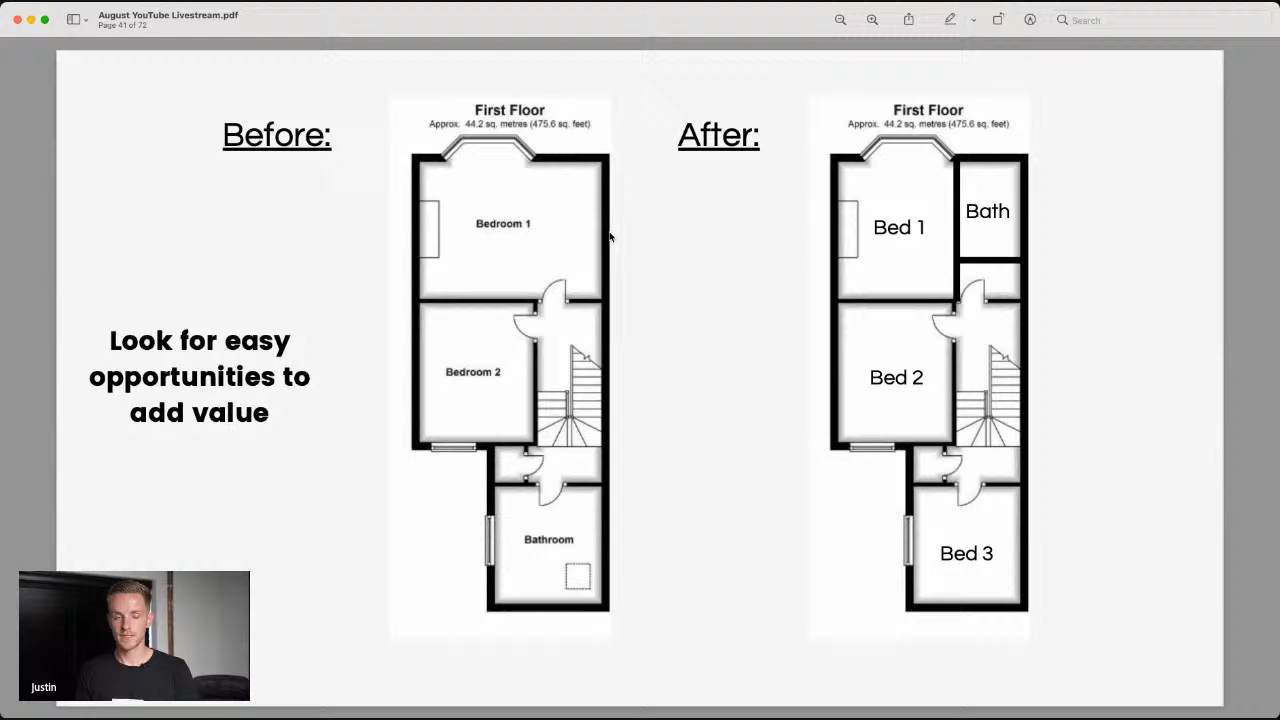 August YouTube Livestream.pdf
Page 41 of 72
Search
Before:
First Floor
Approx. 44.2 sq. metres (475.6 sq. feet)
Bedroom 1
Bedroom 2
Bathroom
After:
First Floor
Approx. 44.2 sq. metres (475.6 sq. feet)
Bed 1
Bath
Bed 2
Bed 3
Look for easy
opportunities to
add value
Justin